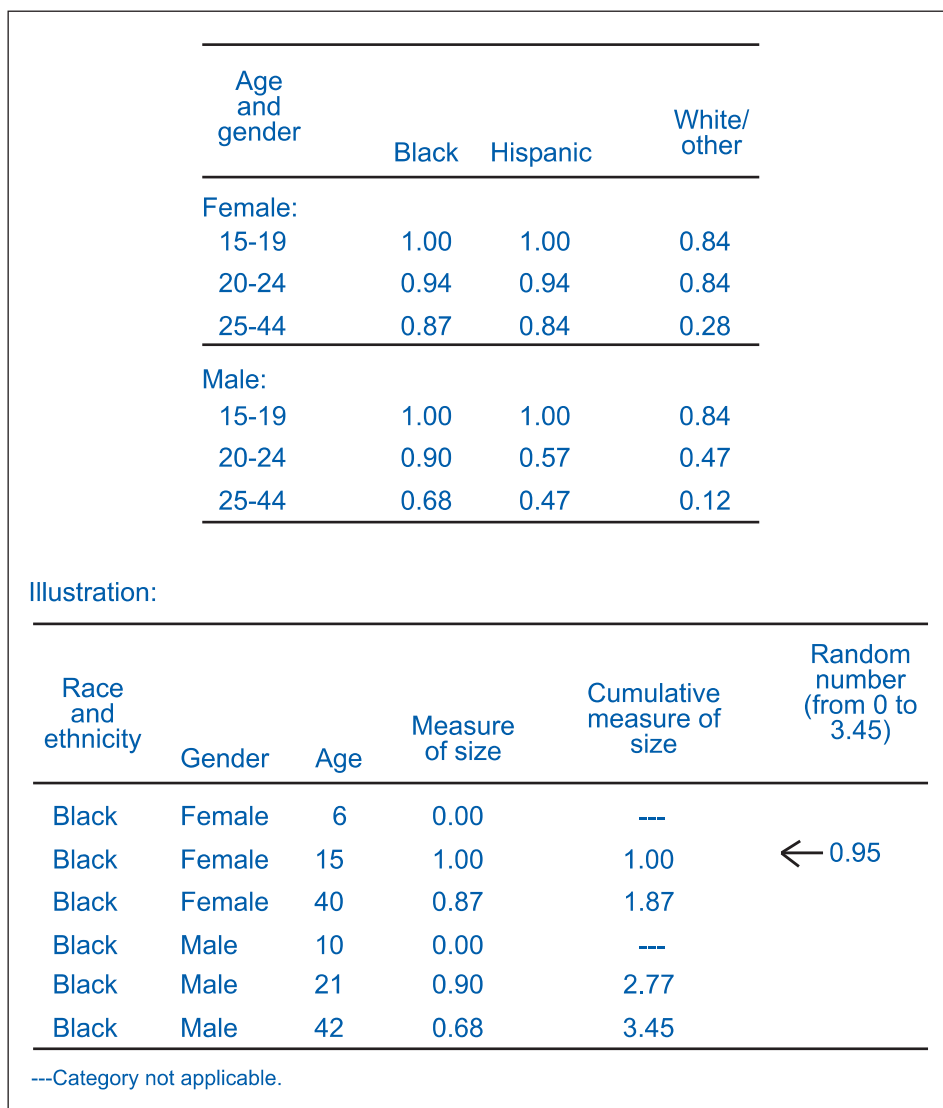 Age
and
gender
Black Hispanic White/
other
Female:
15-19 1.00 1.00 0.84
20-24 0.94 0.94 0.84
25-44 0.87 0.84 0.28
Male:
15-19 1.00 1.00 0.84
20-24 0.90 0.57 0.47
25-44 0.68 0.47 0.12
Illustration:
Race
and
ethnicity
Gender
Age
Measure
of size
Cumulative
measure of
size
Random
number
(from 0 to
3.45)
Black Female 6 0.00 ---
Black Female 15 1.00 1.00 0.95
Black Female 40 0.87 1.87
Black Male 10 0.00 ---
Black Male 21 0.90 2.77
Black Male 42 0.68 3.45
---Category not applicable.